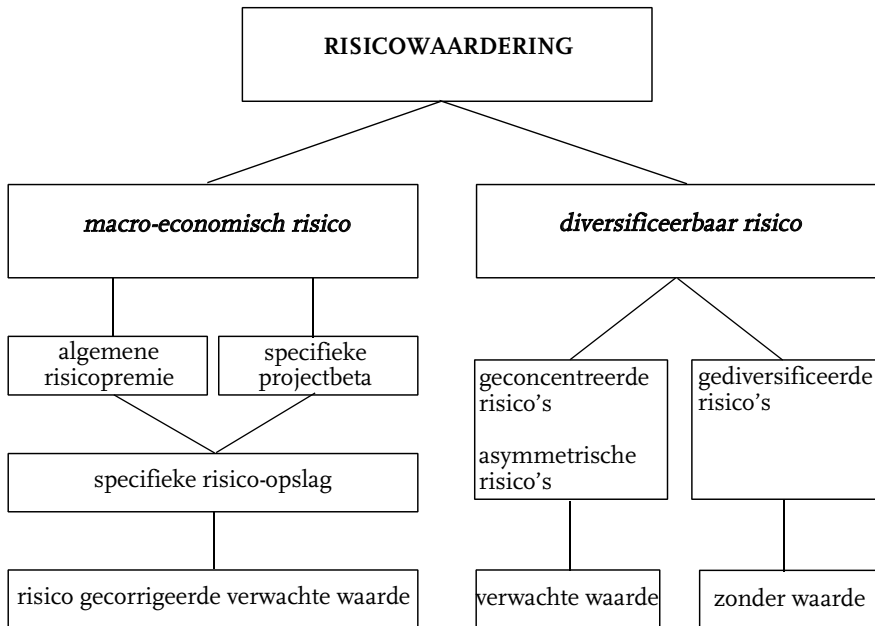 RISICOWAARDERING
macro-economisch risico
diversificeerbaar risico
algemene
risicopremie
specifieke
projectbeta
geconcentreerde
risico's
asymmetrische
risico's
gediversificeerde
risico's
specifieke risico-opslag
risico gecorrigeerde verwachte waarde
verwachte waarde
zonder waarde